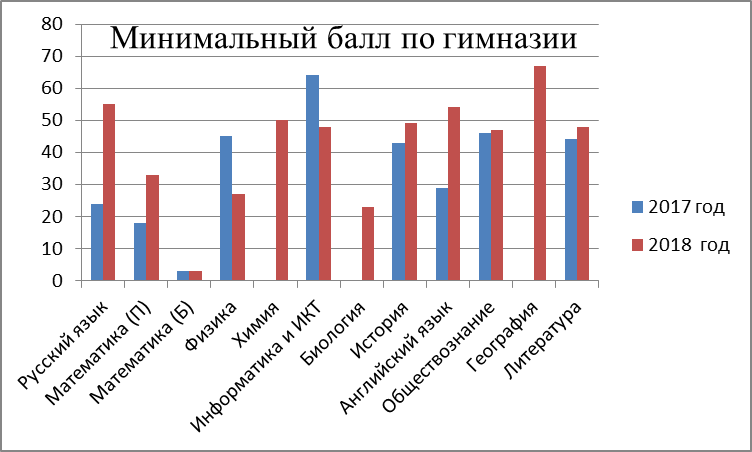 Минимальный балл по гимназии
80
70
60
50
40
30
20
10
0
Русский язык
Математика (П)
Математика (Б)
Физика
Химия
Информатика и ИКТ
Биология
История
Английский язык
Обществознание
География
Литература
2017 год
2018 год